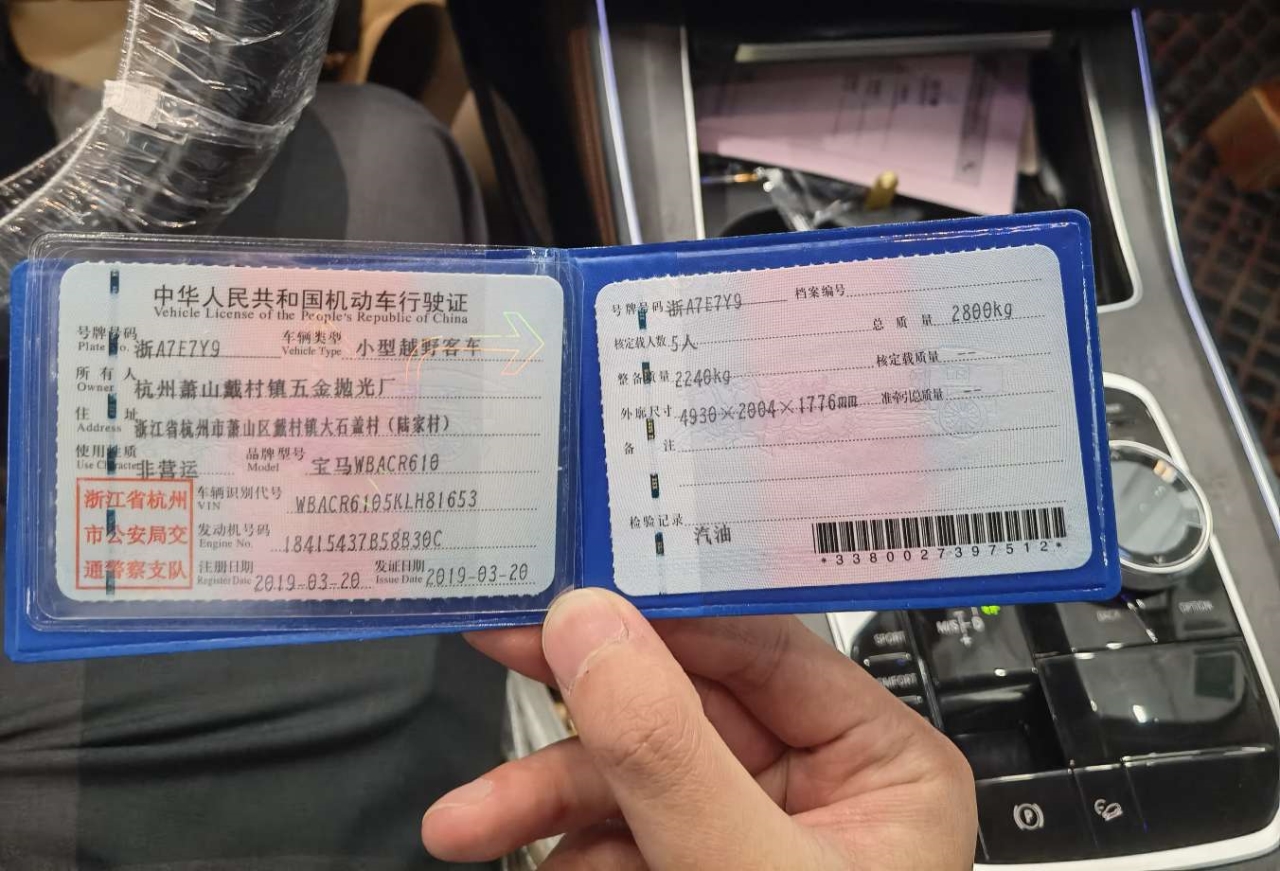 中华人民共和国机动车行驶证
Vehicle License of the People's Republic of China
号牌号码 浙A7E7Y9 车辆类型 小型越野客车
Plate No. Vehicle Type
所有人 杭州萧山戴村镇五金抛光厂
Owner
住址 浙江省杭州市萧山区戴村镇大石盖村（陆家村）
Address
使用性质 非营运 品牌型号 宝马WBACR610
Use Character Model
浙江省杭州
市公安局交
通警察支队
车辆识别代号 WBACR6105KLH81653
VIN
发动机号码 18415437B58B30C
Engine No.
注册日期 2019-03-20 发证日期 2019-03-20
Register Date Issue Date
号牌号码 浙A7E7Y9 档案编号
核定载人数 5人 总质量 2800kg
整备质量 2240kg 核定载质量 --
外廓尺寸 4930×2004×1776mm 准牵引总质量 --
备注
检验记录 汽油
*3380027397512*
SPORT
COMFORT
M/S D
BACK
OPTION
P